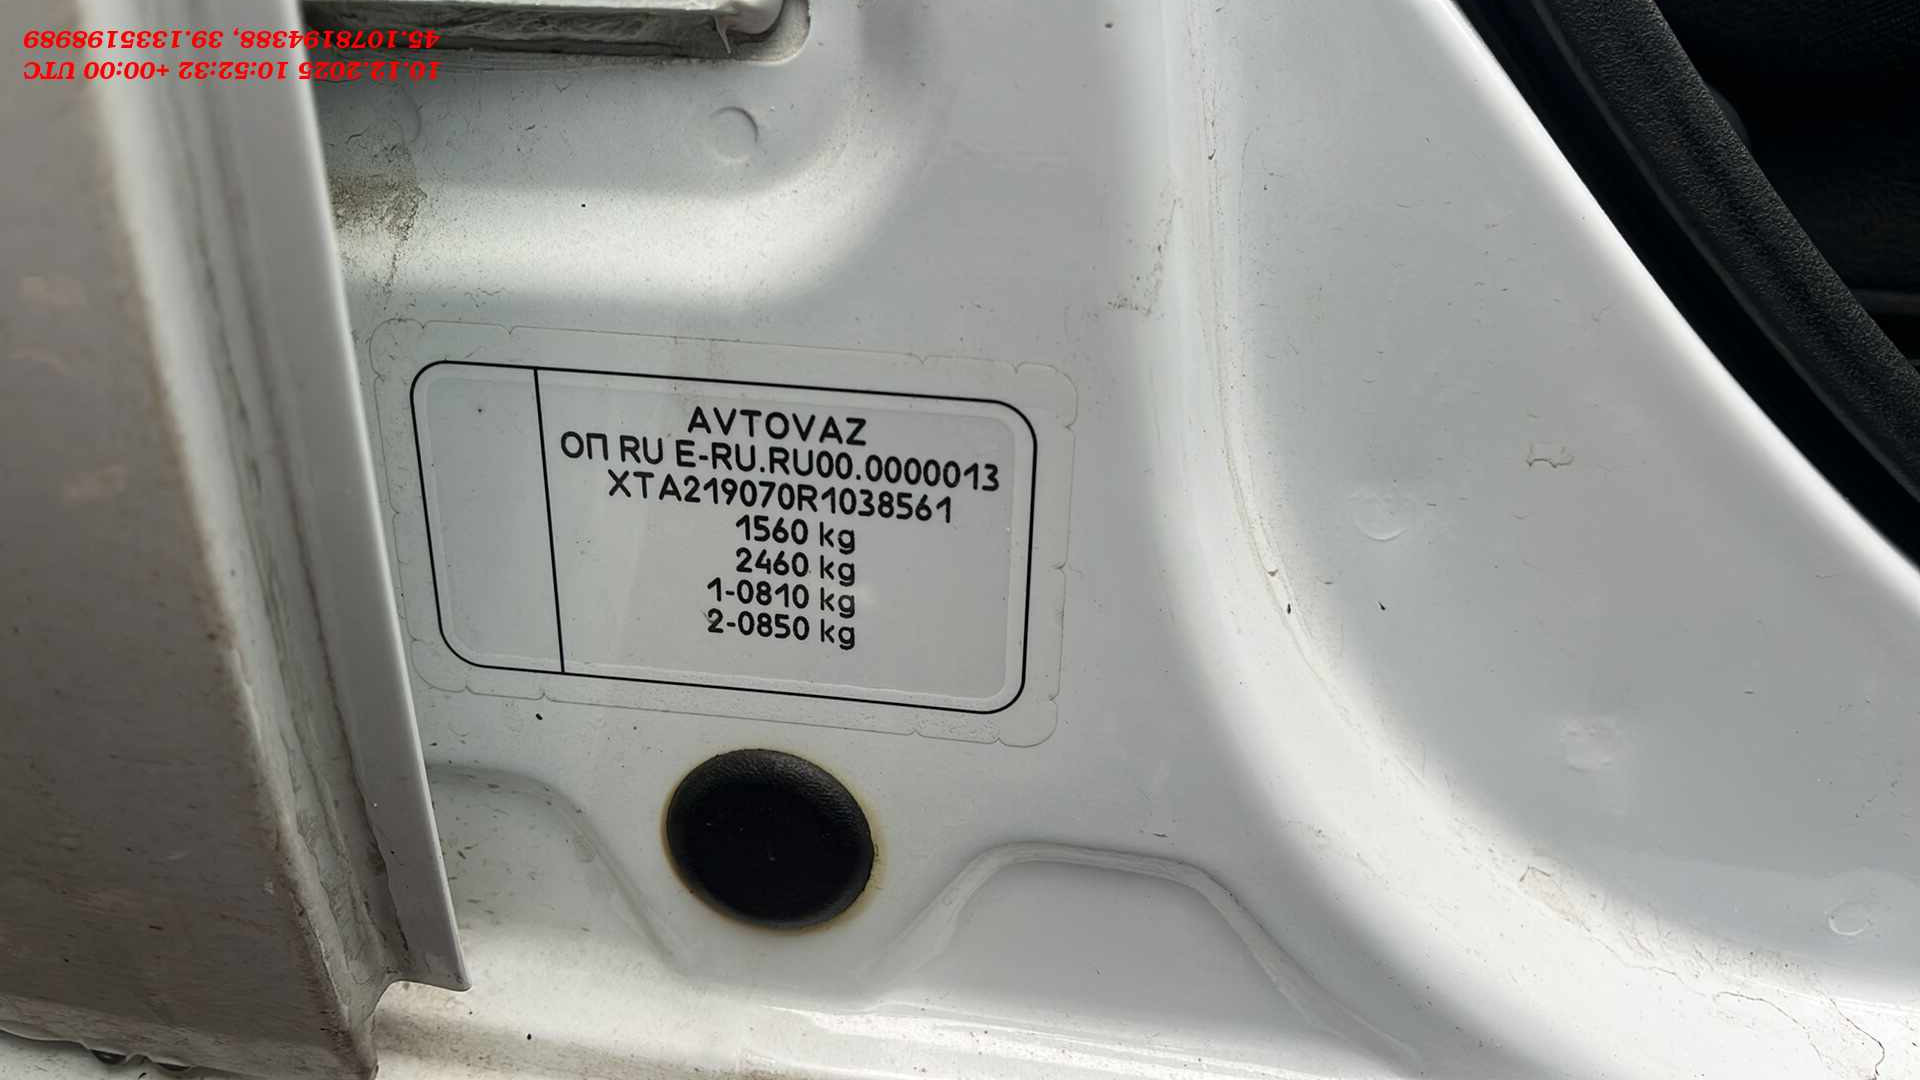 45.1078194388, 39.1335198989
10.12.2025 10:52:32 +00:00 UTC
AVTOVAZ
ОП RU E-RU.RU00.0000013
XTA219070R1038561
1560 kg
2460 kg
1-0810 kg
2-0850 kg